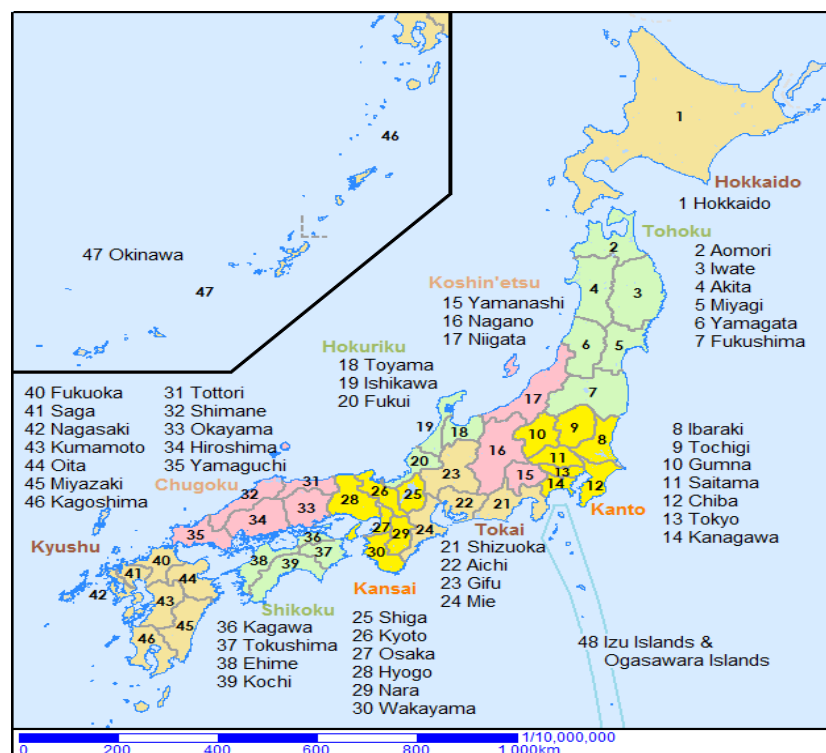 46
47 Okinawa
47
1
Hokkaido
1 Hokkaido
Tohoku
2 Aomori
3 Iwate
4 Akita
5 Miyagi
6 Yamagata
7 Fukushima
2
4
3
6
5
7
Koshin'etsu
15 Yamanashi
16 Nagano
17 Niigata
Hokuriku
18 Toyama
19 Ishikawa
20 Fukui
17
19
18
16
10
9
8
11
20
23
15
13
14
12
8 Ibaraki
9 Tochigi
10 Gumna
11 Saitama
12 Chiba
13 Tokyo
14 Kanagawa
Kanto
40 Fukuoka
41 Saga
42 Nagasaki
43 Kumamoto
44 Oita
45 Miyazaki
46 Kagoshima
31 Tottori
32 Shimane
33 Okayama
34 Hiroshima
35 Yamaguchi
Chugoku
32
31
28
26
25
22
21
35
34
33
27
29
24
30
Tokai
21 Shizuoka
22 Aichi
23 Gifu
24 Mie
Kyushu
40
41
44
42
43
45
46
36
38
37
39
Shikoku
36 Kagawa
37 Tokushima
38 Ehime
39 Kochi
Kansai
25 Shiga
26 Kyoto
27 Osaka
28 Hyogo
29 Nara
30 Wakayama
48 Izu Islands &
Ogasawara Islands
1/10,000,000
0 200 400 600 800 1,000km